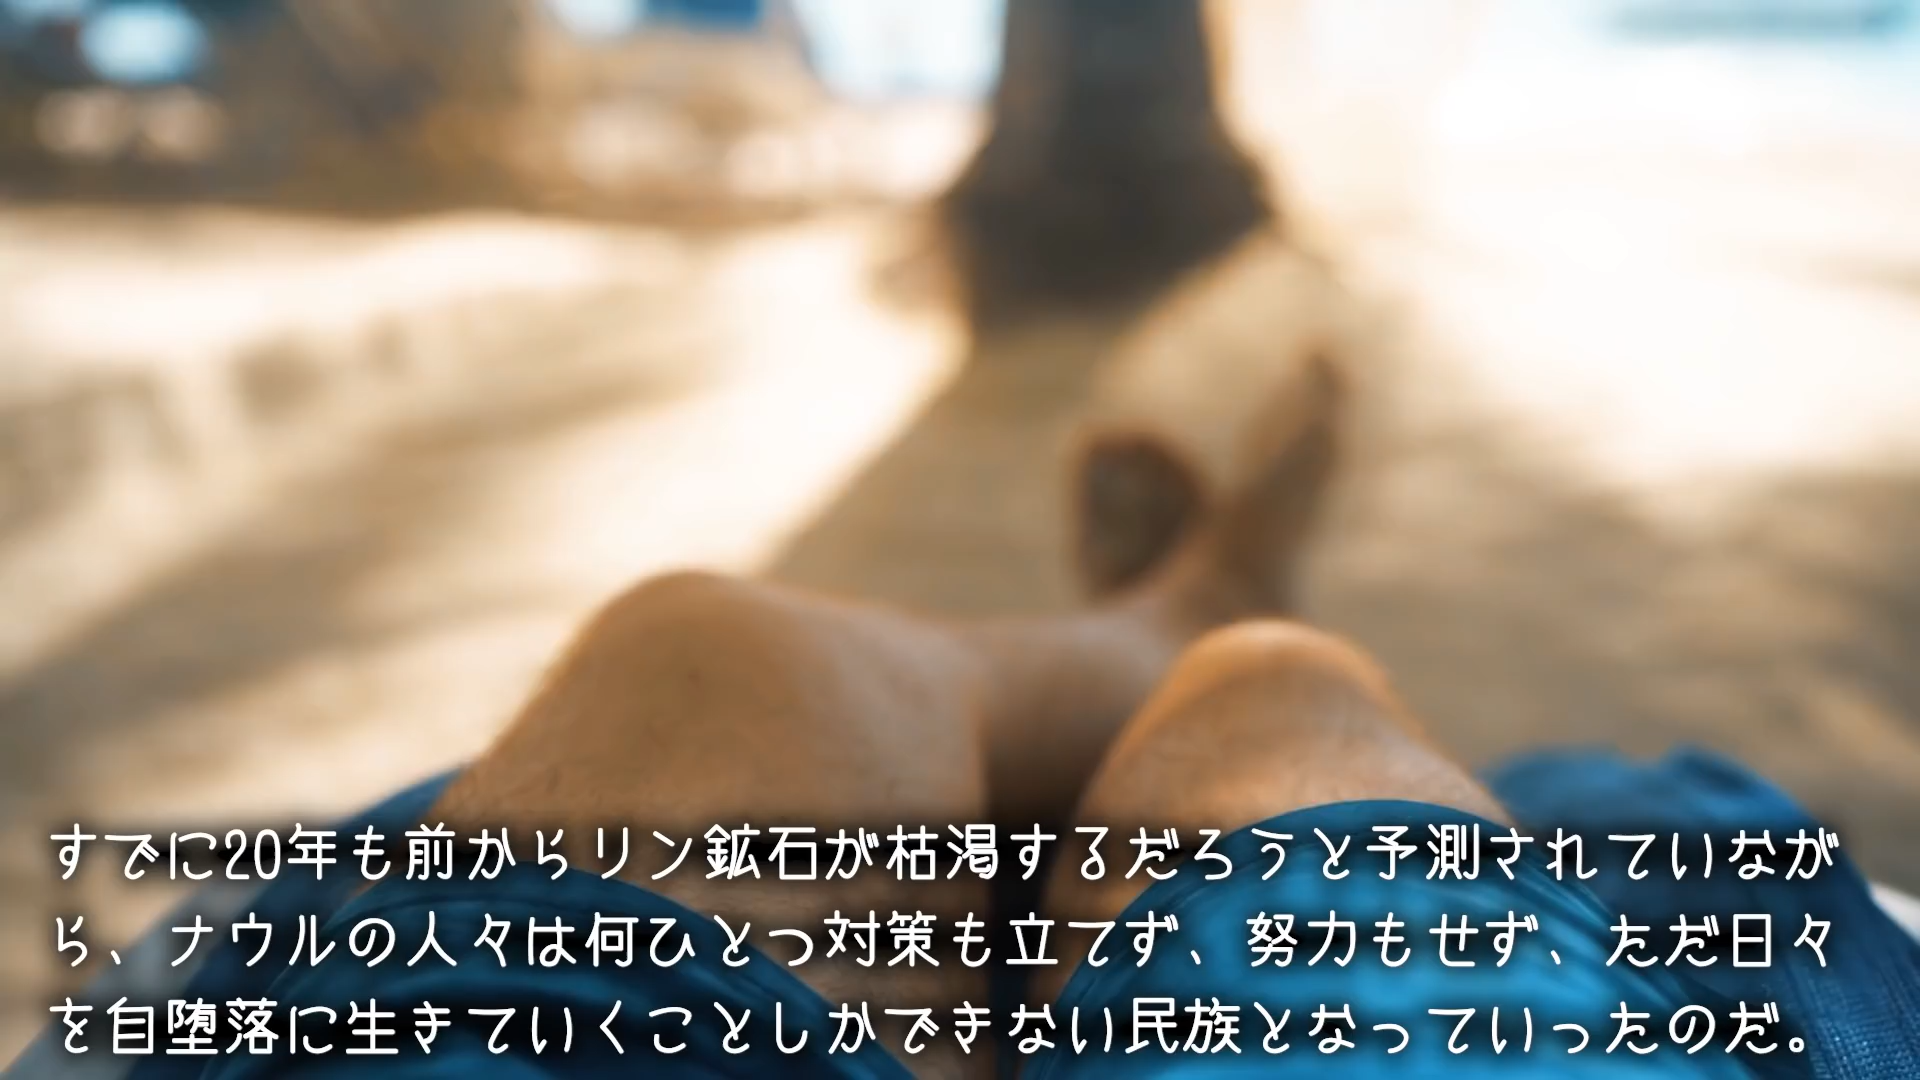 すでに20年も前からリン鉱石が枯渇するだろうと予測されていなが
ら、ナウルの人々は何ひとつ対策も立てず、努力もせず、ただ日々
を自堕落に生きていくことしかできない民族となっていったのだ。